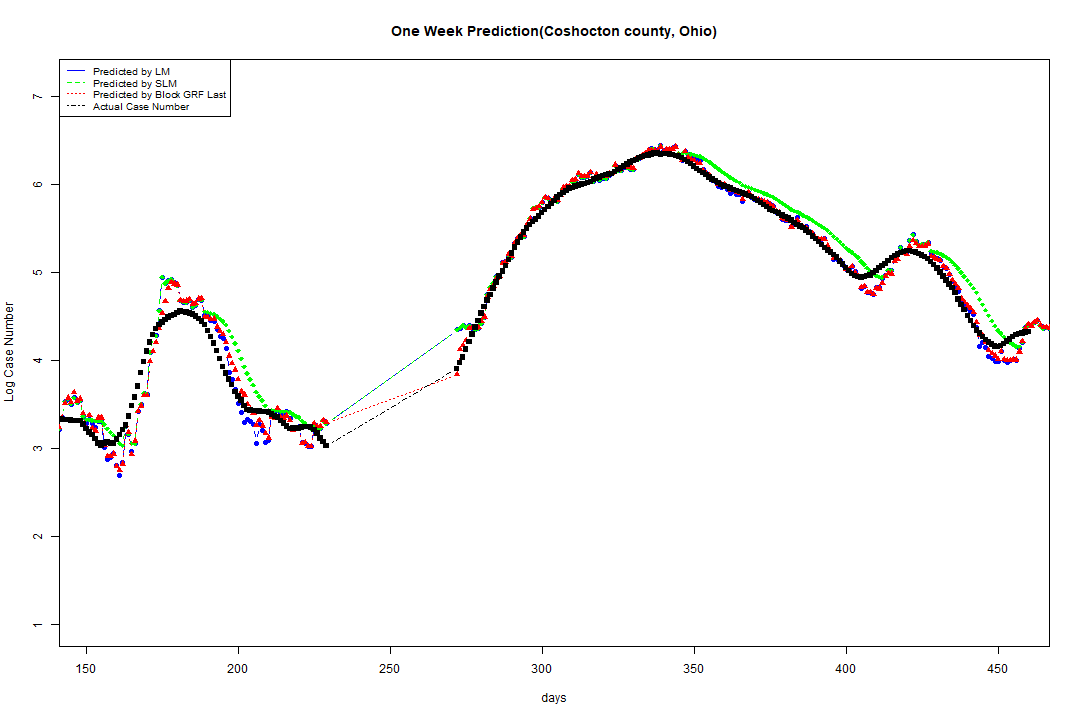 One Week Prediction(Coshocton county, Ohio)
Predicted by LM
Predicted by SLM
Predicted by Block GRF Last
Actual Case Number
7
6
5
4
3
2
1
Log Case Number
150 200 250 300 350 400 450
days